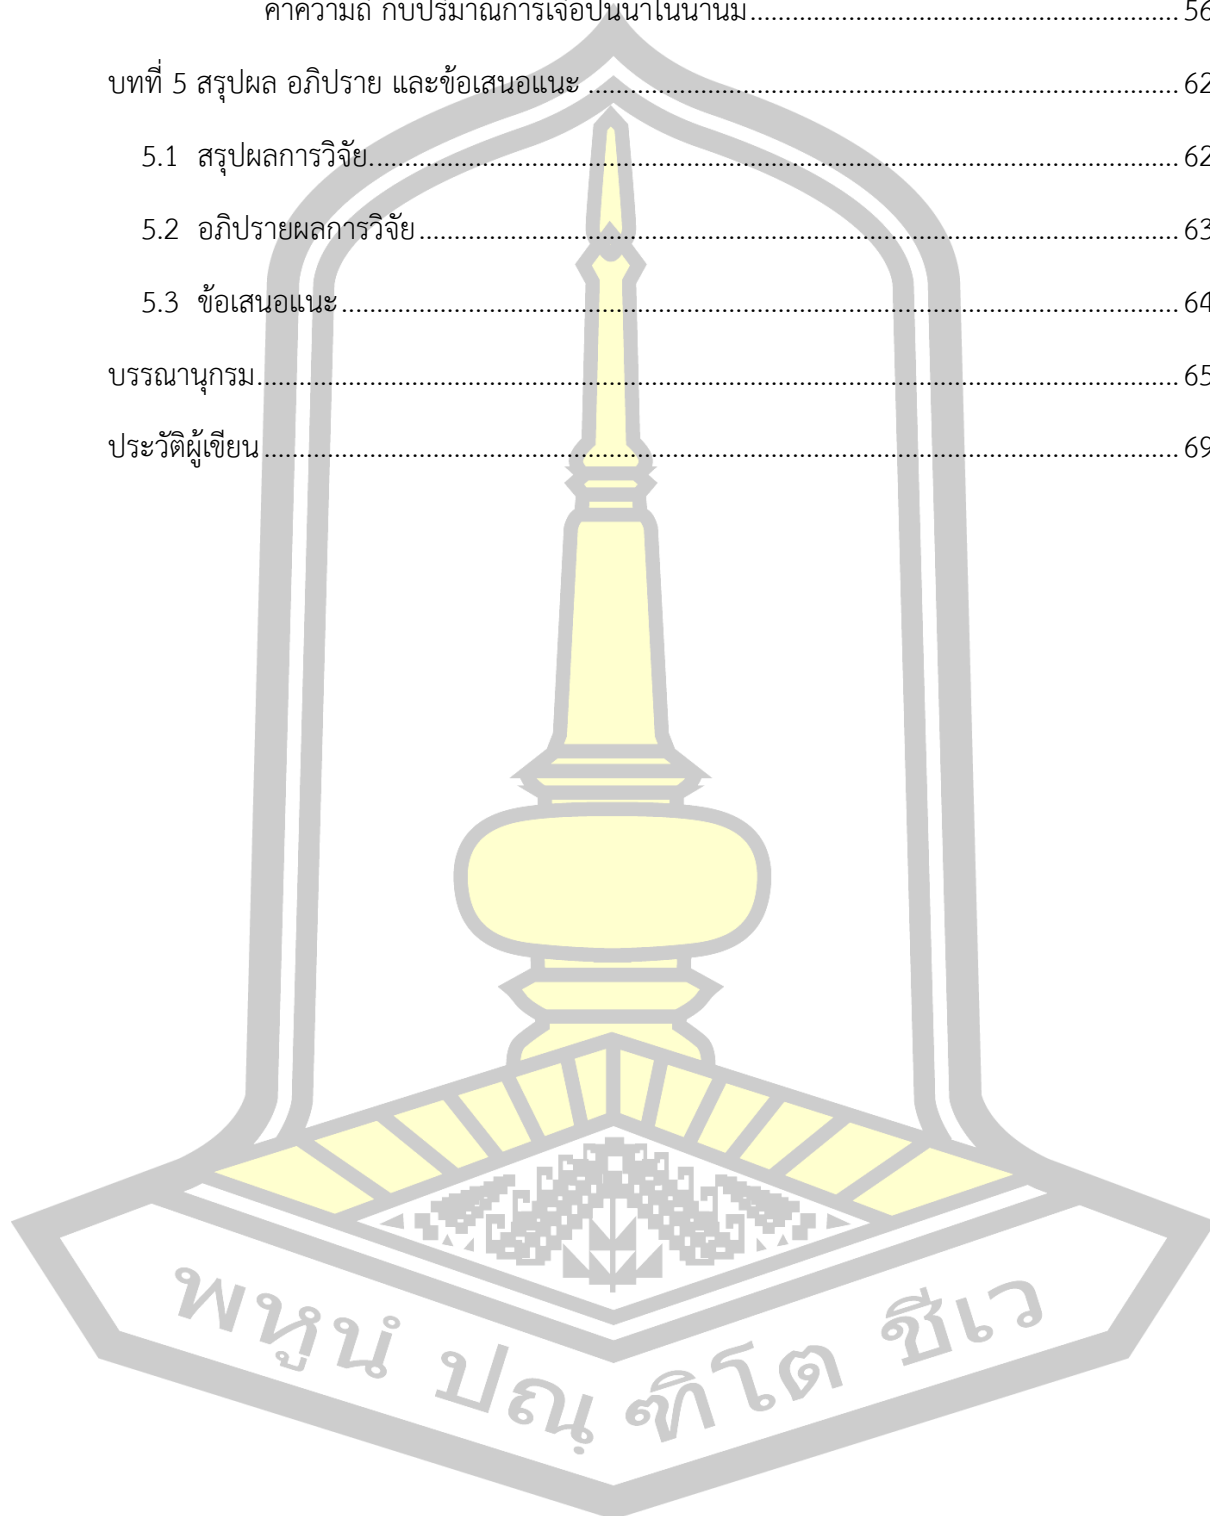 ค่าความถี่ กับปริมาณการเจือปนน้ำในน้ำนม........................................................................ 56
บทที่ 5 สรุปผล อภิปราย และข้อเสนอแนะ ................................................................................ 62
5.1 สรุปผลการวิจัย............................................................................................................. 62
5.2 อภิปรายผลการวิจัย...................................................................................................... 63
5.3 ข้อเสนอแนะ ................................................................................................................. 64
บรรณานุกรม............................................................................................................................ 65
ประวัติผู้เขียน ........................................................................................................................... 69
พหูนํ ปณฺฑิโต ชีเว